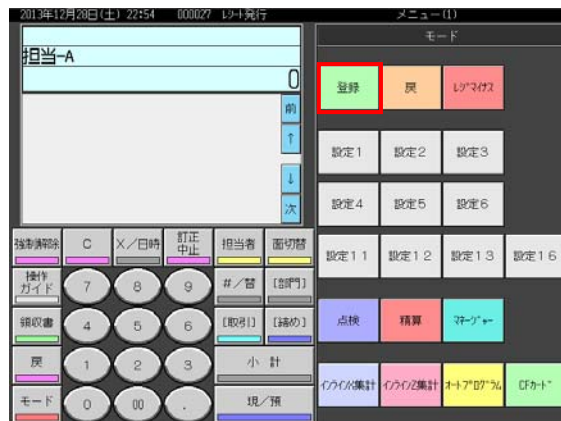 2013年12月28日(土) 22:54 000027 レシート発行
メニュー(1)
モード
担当-A
0
前
↑
↓
次
登録 戻 レジマイナス
設定1 設定2 設定3
設定4 設定5 設定6
設定11 設定12 設定13 設定16
点検 精算 マネージャー
インラインX集計 インラインZ集計 オートプログラム CFカード
強制解除 C X/日時 訂正中止 担当者 面切替
操作ガイド 7 8 9 #/替 [部門]
領収書 4 5 6 [取引] [締め]
戻 1 2 3 小計
モード 0 00 . 現/預